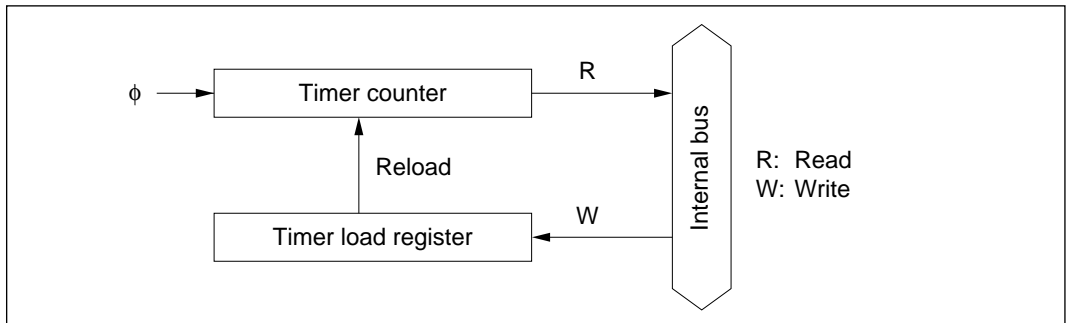 R
ϕ
Timer counter
Reload
Internal bus
R: Read
W: Write
W
Timer load register